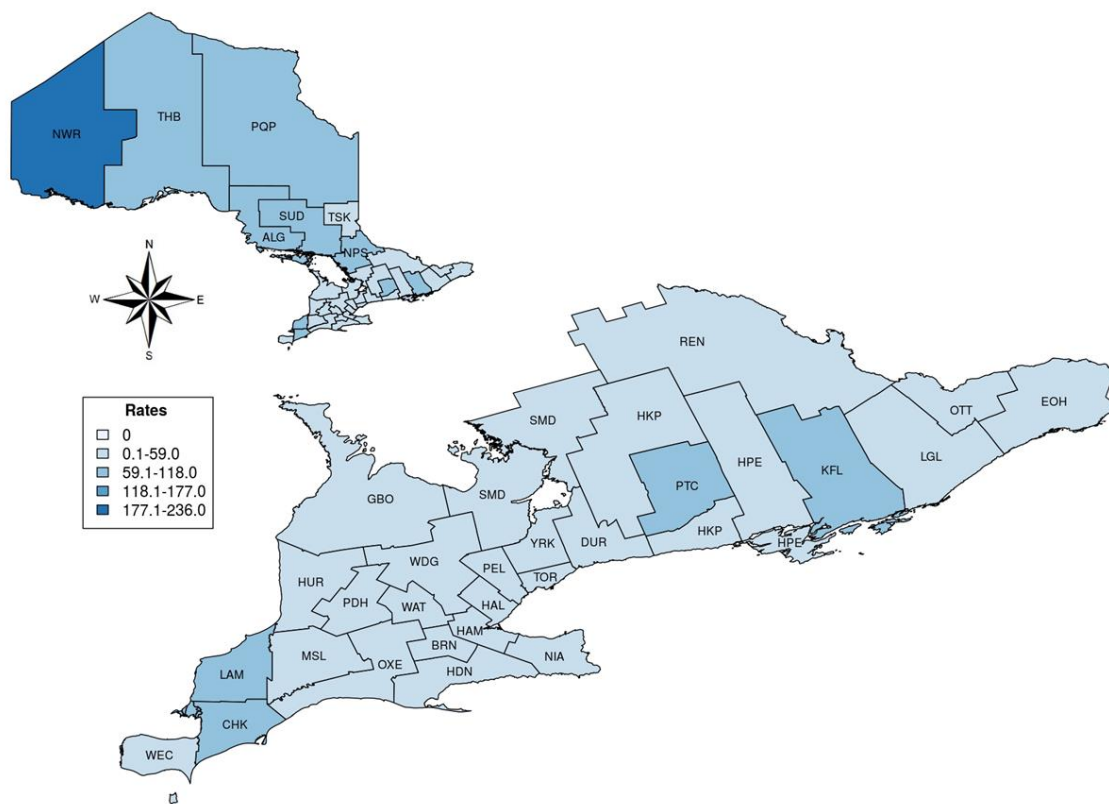 NWR
THB
PQP
SUD
TSK
ALG
NPS
N
W
E
S
Rates
0
0.1-59.0
59.1-118.0
118.1-177.0
177.1-236.0
REN
SMD
HKP
OTT
EOH
HPE
KFL
LGL
PTC
GBO
SMD
HKP
YRK
DUR
HPE
WDG
PEL
TOR
HUR
PDH
WAT
HAL
HAM
BRN
MSL
OXE
NIA
HDN
LAM
CHK
WEC